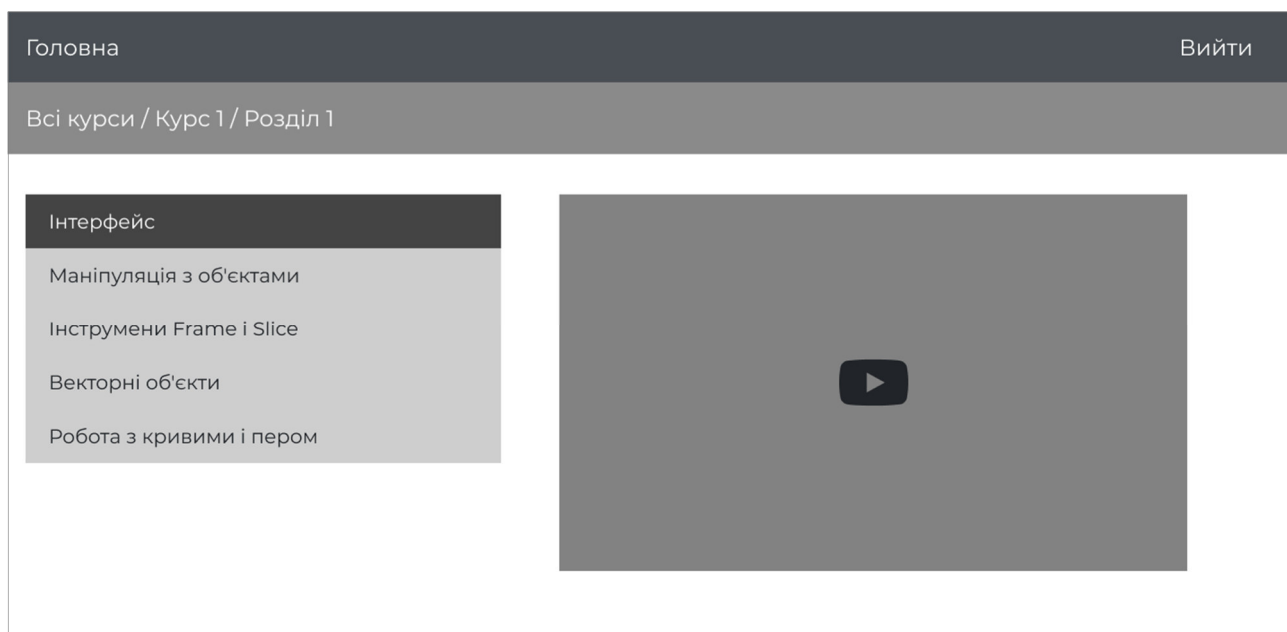 Головна
Вийти
Всі курси / Курс 1 / Розділ 1
Інтерфейс
Маніпуляція з об'єктами
Інструмени Frame і Slice
Векторні об'єкти
Робота з кривими і пером